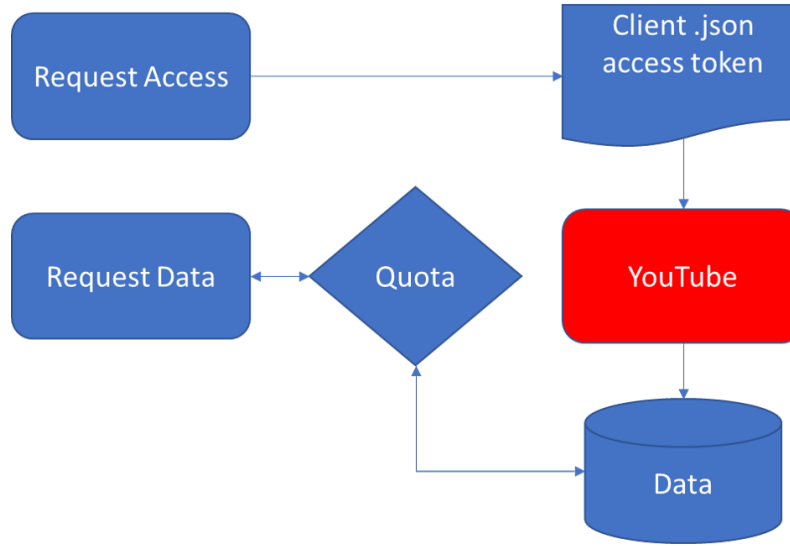 Request Access
Client .json
access token
Request Data
Quota
YouTube
Data